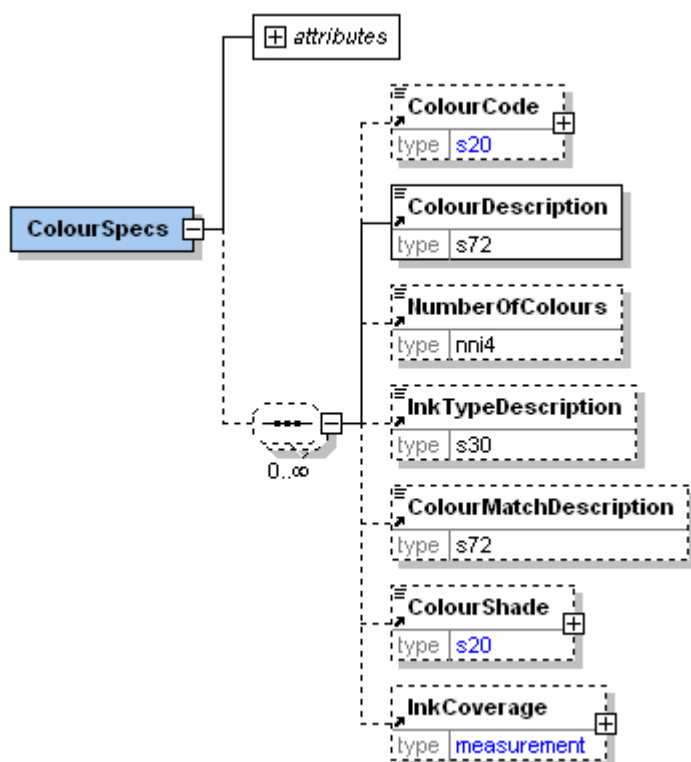 attributes
ColourCode
type s20
ColourDescription
type s72
ColourSpecs
NumberOfColours
type nni4
InkTypeDescription
type s30
0..∞
ColourMatchDescription
type s72
ColourShade
type s20
InkCoverage
type measurement